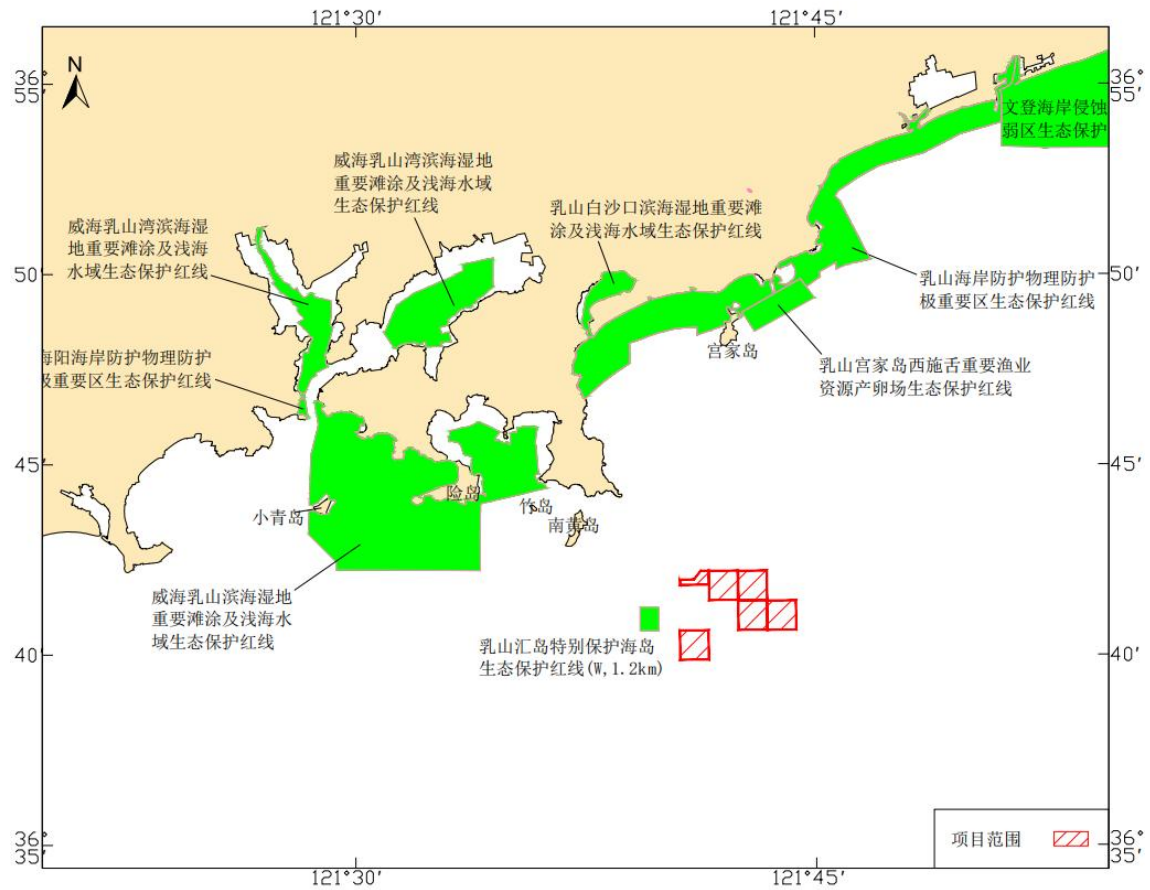 121°30′
121°45′
N
36°
55′
36°
55′
文登海岸侵蚀
弱区生态保护
威海乳山湾滨海湿地
重要滩涂及浅海水域
生态保护红线
乳山白沙口滨海湿地重要滩
涂及浅海水域生态保护红线
威海乳山湾滨海湿
地重要滩涂及浅海
水域生态保护红线
50′
50′
乳山海岸防护物理防护
极重要区生态保护红线
宫家岛
海阳海岸防护物理防护
极重要区生态保护红线
乳山宫家岛西施舌重要渔业
资源产卵场生态保护红线
45′
45′
险岛
竹岛
小青岛
南黄岛
威海乳山滨海湿地
重要滩涂及浅海水
域生态保护红线
乳山汇岛特别保护海岛
生态保护红线(W,1.2km)
40′
40′
项目范围
36°
35′
36°
35′
121°30′
121°45′